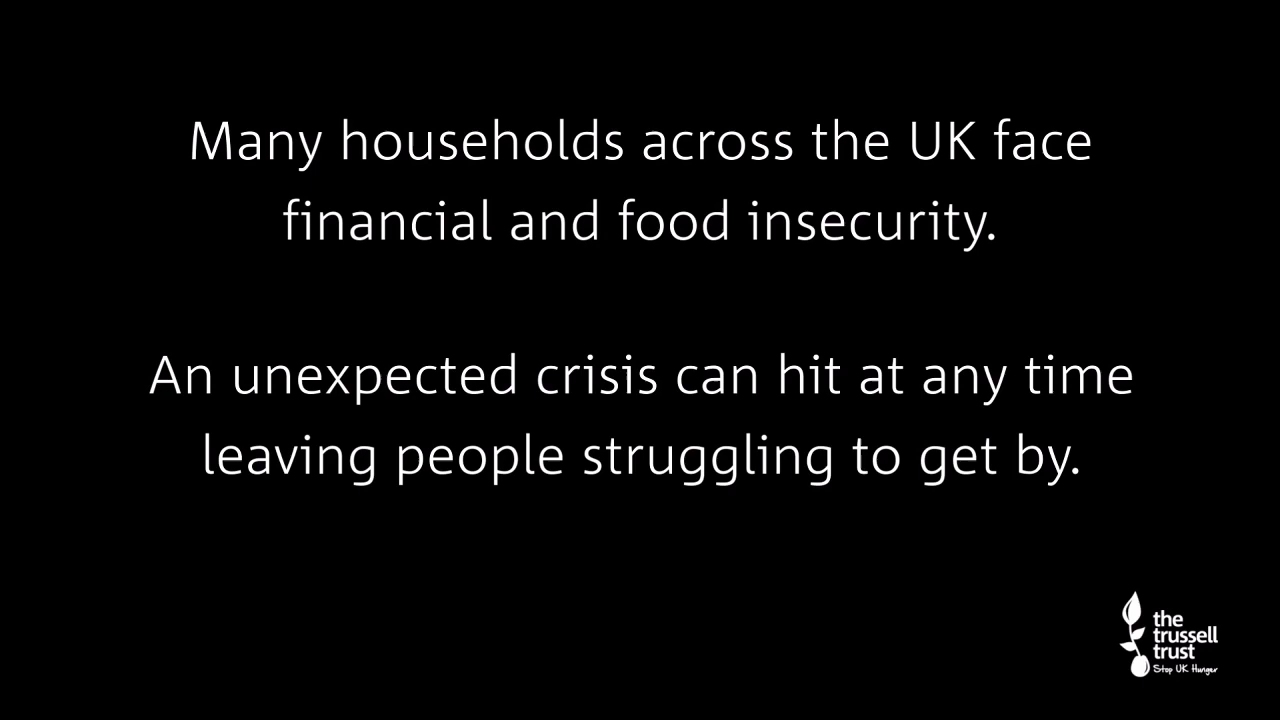 Many households across the UK face
financial and food insecurity.
An unexpected crisis can hit at any time
leaving people struggling to get by.
the
trussell
trust
Stop UK Hunger